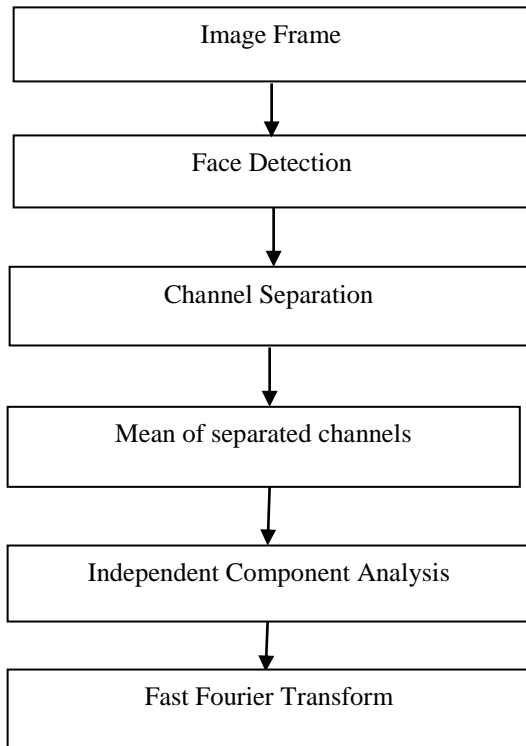 Image Frame
Face Detection
Channel Separation
Mean of separated channels
Independent Component Analysis
Fast Fourier Transform